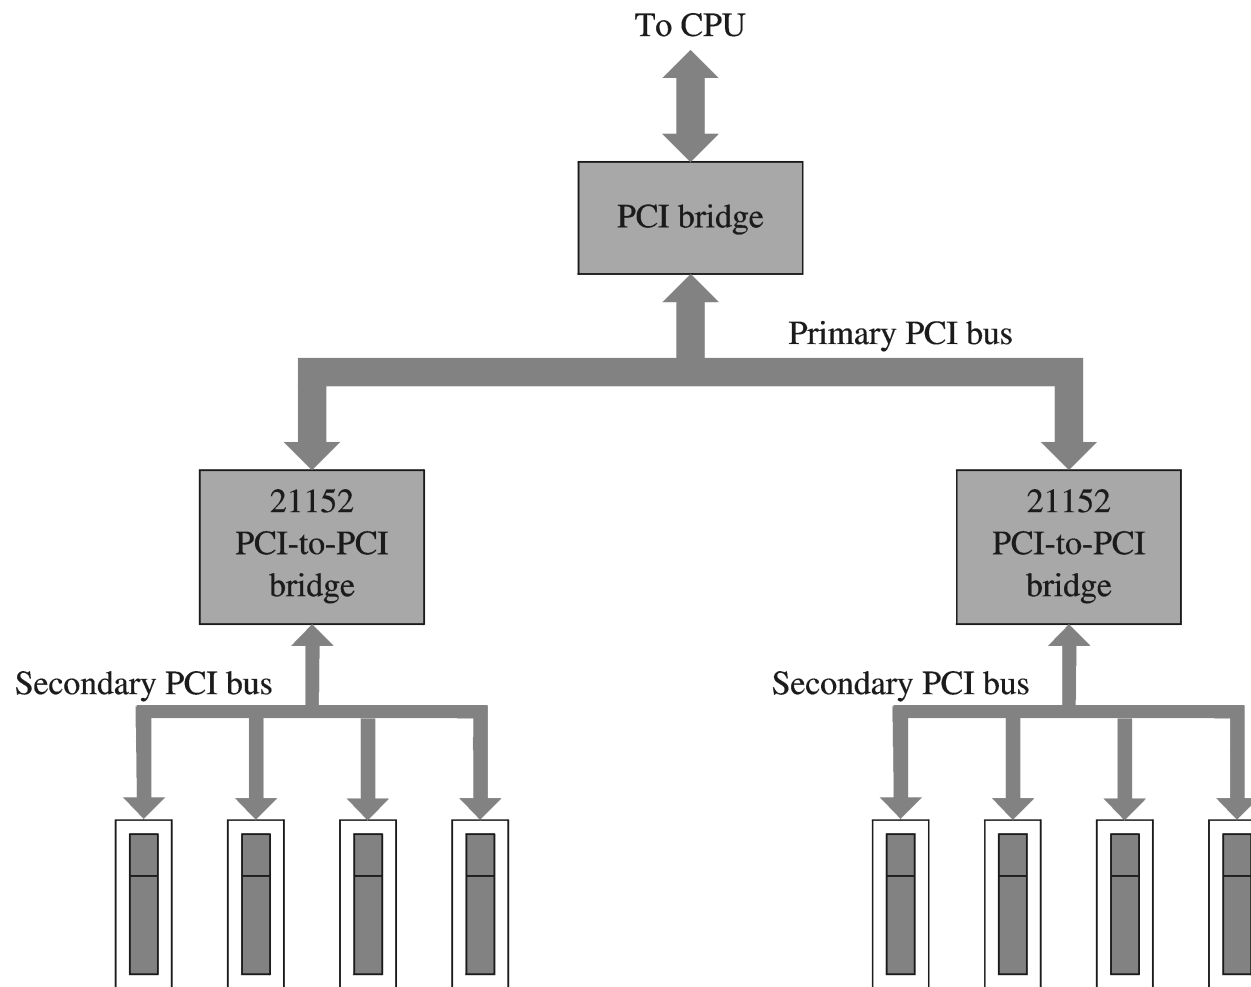 To CPU
PCI bridge
Primary PCI bus
21152
PCI-to-PCI
bridge
21152
PCI-to-PCI
bridge
Secondary PCI bus
Secondary PCI bus